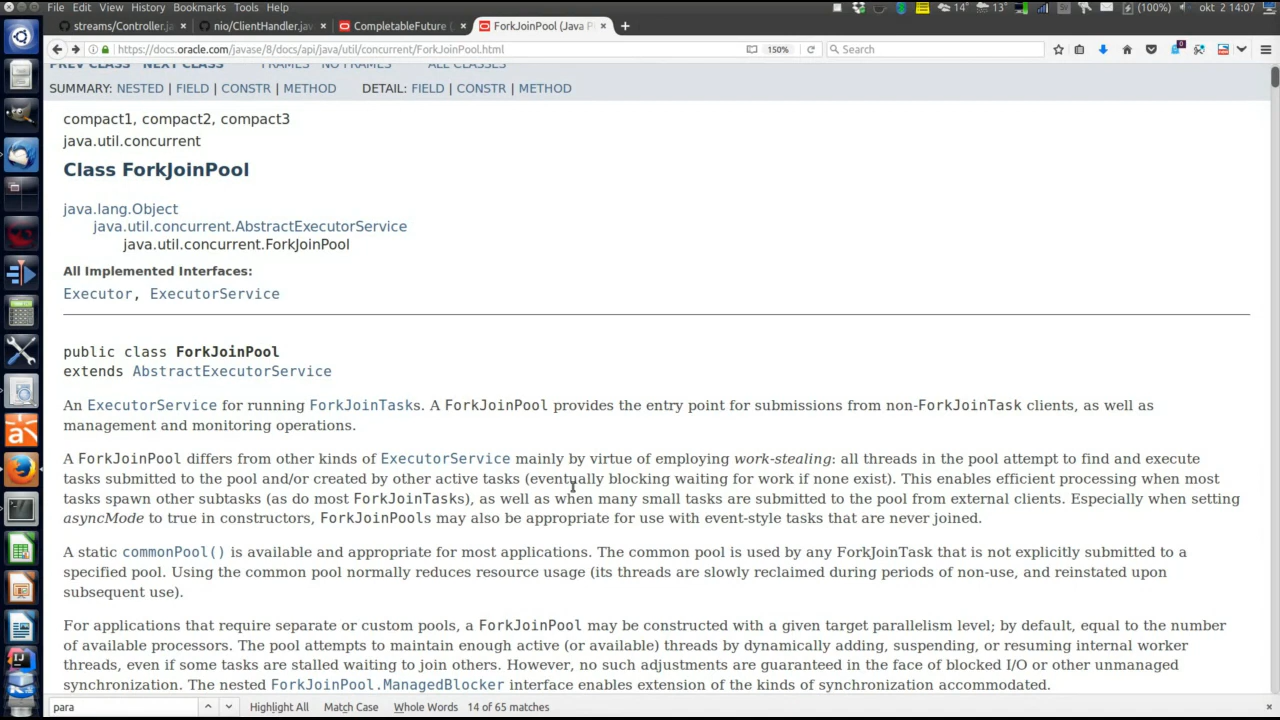 File Edit View History Bookmarks Tools Help
14° 13° (100%) okt 2 14:07
streams/Controller.ja × nio/ClientHandler.jav × CompletableFuture ( × ForkJoinPool (Java P × +
https://docs.oracle.com/javase/8/docs/api/java/util/concurrent/ForkJoinPool.html 150% Search
PREV CLASS NEXT CLASS FRAMES NO FRAMES ALL CLASSES
SUMMARY: NESTED | FIELD | CONSTR | METHOD DETAIL: FIELD | CONSTR | METHOD
compact1, compact2, compact3
java.util.concurrent
Class ForkJoinPool
java.lang.Object
java.util.concurrent.AbstractExecutorService
java.util.concurrent.ForkJoinPool
All Implemented Interfaces:
Executor, ExecutorService
public class ForkJoinPool
extends AbstractExecutorService
An ExecutorService for running ForkJoinTasks. A ForkJoinPool provides the entry point for submissions from non-ForkJoinTask clients, as well as
management and monitoring operations.
A ForkJoinPool differs from other kinds of ExecutorService mainly by virtue of employing work-stealing: all threads in the pool attempt to find and execute
tasks submitted to the pool and/or created by other active tasks (eventually blocking waiting for work if none exist). This enables efficient processing when most
tasks spawn other subtasks (as do most ForkJoinTasks), as well as when many small tasks are submitted to the pool from external clients. Especially when setting
asyncMode to true in constructors, ForkJoinPools may also be appropriate for use with event-style tasks that are never joined.
A static commonPool() is available and appropriate for most applications. The common pool is used by any ForkJoinTask that is not explicitly submitted to a
specified pool. Using the common pool normally reduces resource usage (its threads are slowly reclaimed during periods of non-use, and reinstated upon
subsequent use).
For applications that require separate or custom pools, a ForkJoinPool may be constructed with a given target parallelism level; by default, equal to the number
of available processors. The pool attempts to maintain enough active (or available) threads by dynamically adding, suspending, or resuming internal worker
threads, even if some tasks are stalled waiting to join others. However, no such adjustments are guaranteed in the face of blocked I/O or other unmanaged
synchronization. The nested ForkJoinPool.ManagedBlocker interface enables extension of the kinds of synchronization accommodated.
para Highlight All Match Case Whole Words 14 of 65 matches ×